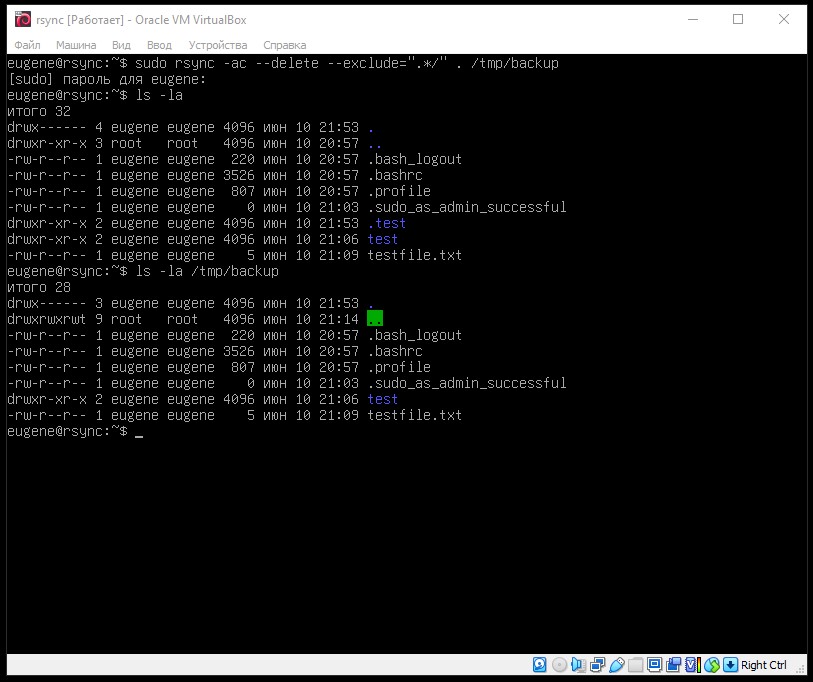 rsync [Работает] - Oracle VM VirtualBox
Файл Машина Вид Ввод Устройства Справка
eugene@rsync:~$ sudo rsync -ac --delete --exclude=".*/" . /tmp/backup
[sudo] пароль для eugene:
eugene@rsync:~$ ls -la
итого 32
drwx------ 4 eugene eugene 4096 июн 10 21:53 .
drwxr-xr-x 3 root   root   4096 июн 10 20:57 ..
-rw-r--r-- 1 eugene eugene  220 июн 10 20:57 .bash_logout
-rw-r--r-- 1 eugene eugene 3526 июн 10 20:57 .bashrc
-rw-r--r-- 1 eugene eugene  807 июн 10 20:57 .profile
-rw-r--r-- 1 eugene eugene    0 июн 10 21:03 .sudo_as_admin_successful
drwxr-xr-x 2 eugene eugene 4096 июн 10 21:53 .test
drwxr-xr-x 2 eugene eugene 4096 июн 10 21:06 test
-rw-r--r-- 1 eugene eugene    5 июн 10 21:09 testfile.txt
eugene@rsync:~$ ls -la /tmp/backup
итого 28
drwx------ 3 eugene eugene 4096 июн 10 21:53 .
drwxrwxrwt 9 root   root   4096 июн 10 21:14 ..
-rw-r--r-- 1 eugene eugene  220 июн 10 20:57 .bash_logout
-rw-r--r-- 1 eugene eugene 3526 июн 10 20:57 .bashrc
-rw-r--r-- 1 eugene eugene  807 июн 10 20:57 .profile
-rw-r--r-- 1 eugene eugene    0 июн 10 21:03 .sudo_as_admin_successful
drwxr-xr-x 2 eugene eugene 4096 июн 10 21:06 test
-rw-r--r-- 1 eugene eugene    5 июн 10 21:09 testfile.txt
eugene@rsync:~$ _
Right Ctrl